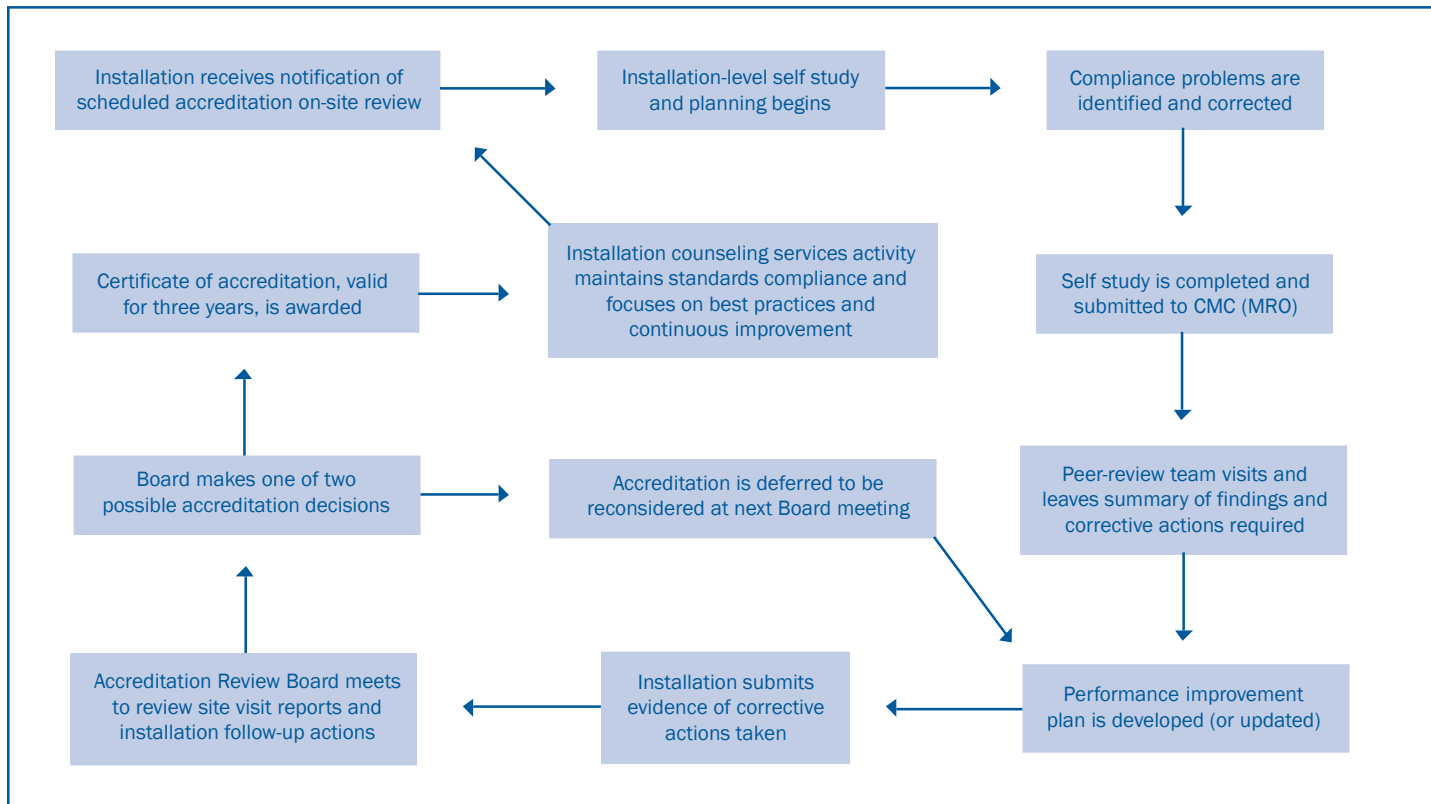 Installation receives notification of
scheduled accreditation on-site review
Installation-level self study
and planning begins
Compliance problems are
identified and corrected
Certificate of accreditation, valid
for three years, is awarded
Installation counseling services activity
maintains standards compliance and
focuses on best practices and
continuous improvement
Self study is completed and
submitted to CMC (MRO)
Board makes one of two
possible accreditation decisions
Accreditation is deferred to be
reconsidered at next Board meeting
Peer-review team visits and
leaves summary of findings and
corrective actions required
Accreditation Review Board meets
to review site visit reports and
installation follow-up actions
Installation submits
evidence of corrective
actions taken
Performance improvement
plan is developed (or updated)